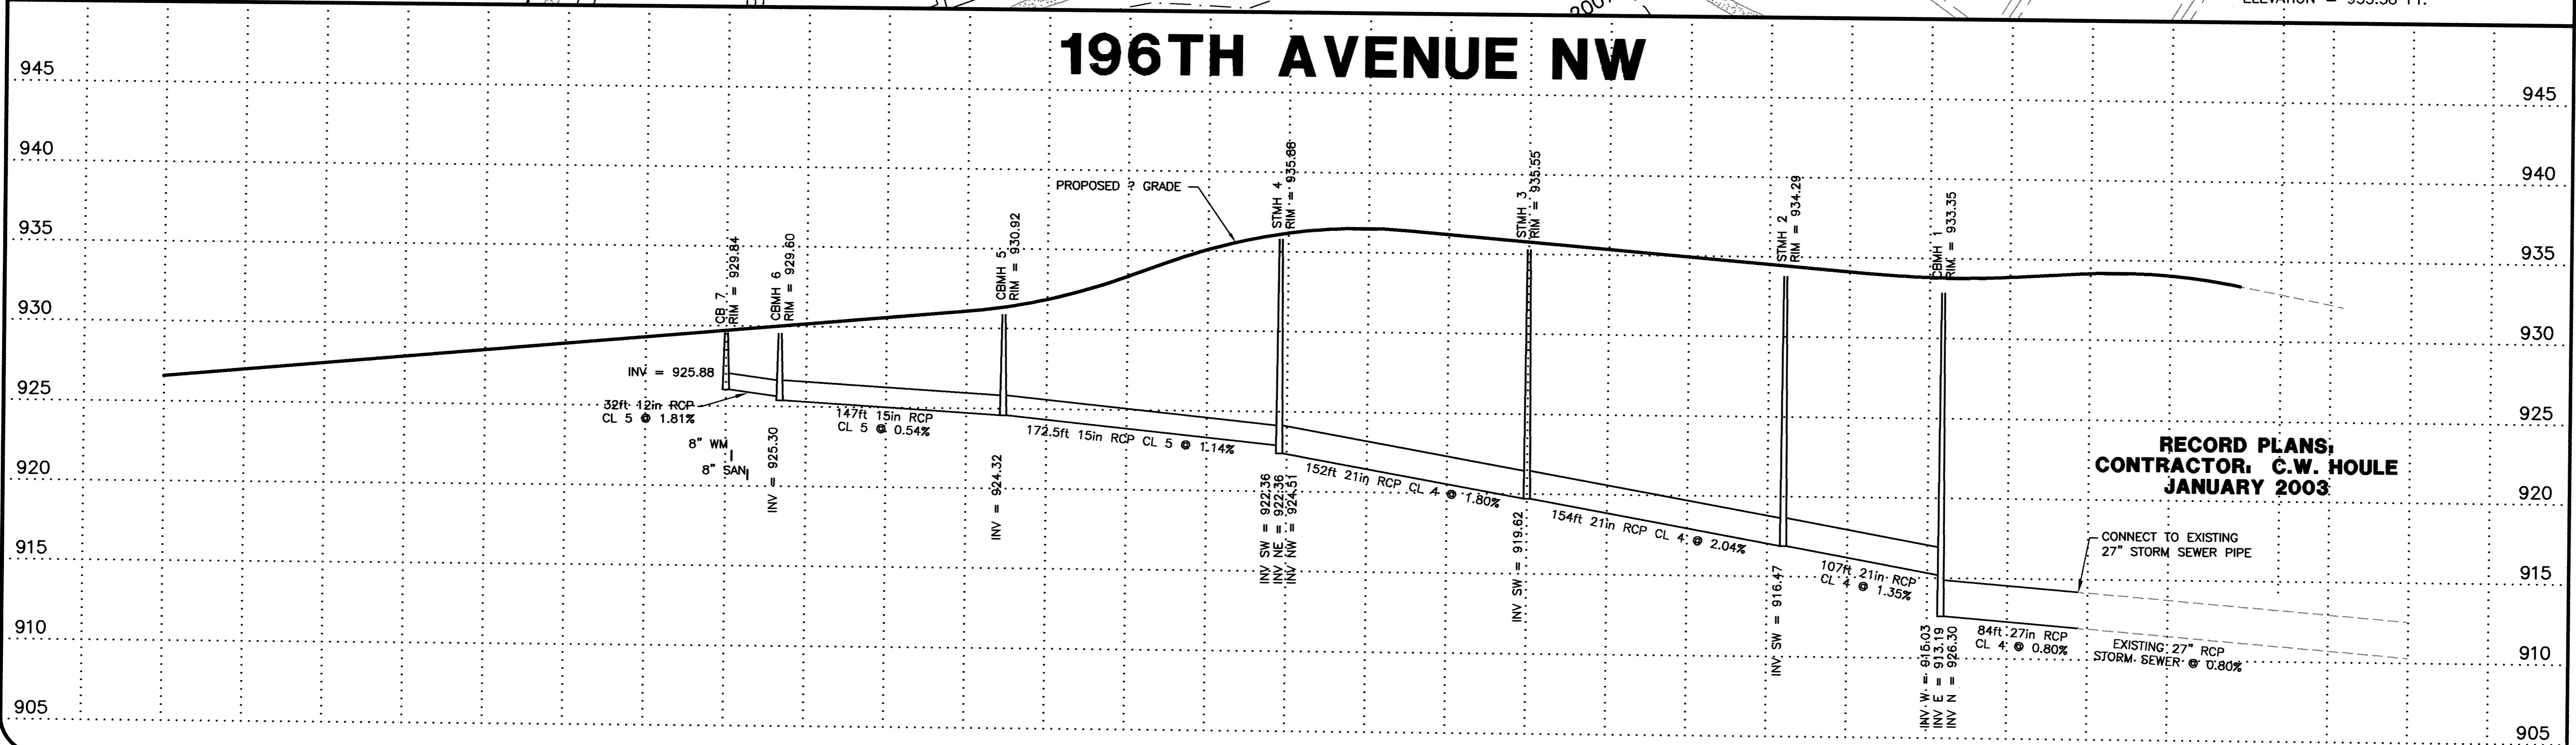 ELEVATION = 935.56 FT.
196TH AVENUE NW
945
945
940
940
935
935
930
930
925
925
920
920
915
915
910
910
905
905
PROPOSED ? GRADE
CB 7
RIM = 929.84
CBMH 6
RIM = 929.60
CBMH 5
RIM = 930.92
STMH 4
RIM = 935.88
STMH 3
RIM = 935.55
STMH 2
RIM = 934.29
CBMH 1
RIM = 933.35
INV = 925.88
32ft 12in RCP
CL 5 @ 1.81%
8" WM
8" SAN
INV = 925.30
147ft 15in RCP
CL 5 @ 0.54%
INV = 924.32
172.5ft 15in RCP CL 5 @ 1.14%
INV SW = 922.36
INV NE = 922.36
INV NW = 924.51
152ft 21in RCP CL 4 @ 1.80%
INV SW = 919.62
154ft 21in RCP CL 4 @ 2.04%
INV SW = 916.47
107ft 21in RCP
CL 4 @ 1.35%
INV W = 915.03
INV E = 913.19
INV N = 926.30
84ft 27in RCP
CL 4 @ 0.80%
EXISTING 27" RCP
STORM SEWER @ 0.80%
CONNECT TO EXISTING
27" STORM SEWER PIPE
RECORD PLANS;
CONTRACTOR: C.W. HOULE
JANUARY 2003